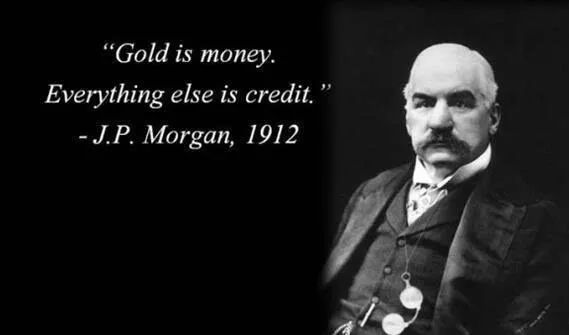 “Gold is money.
Everything else is credit.”
- J.P. Morgan, 1912